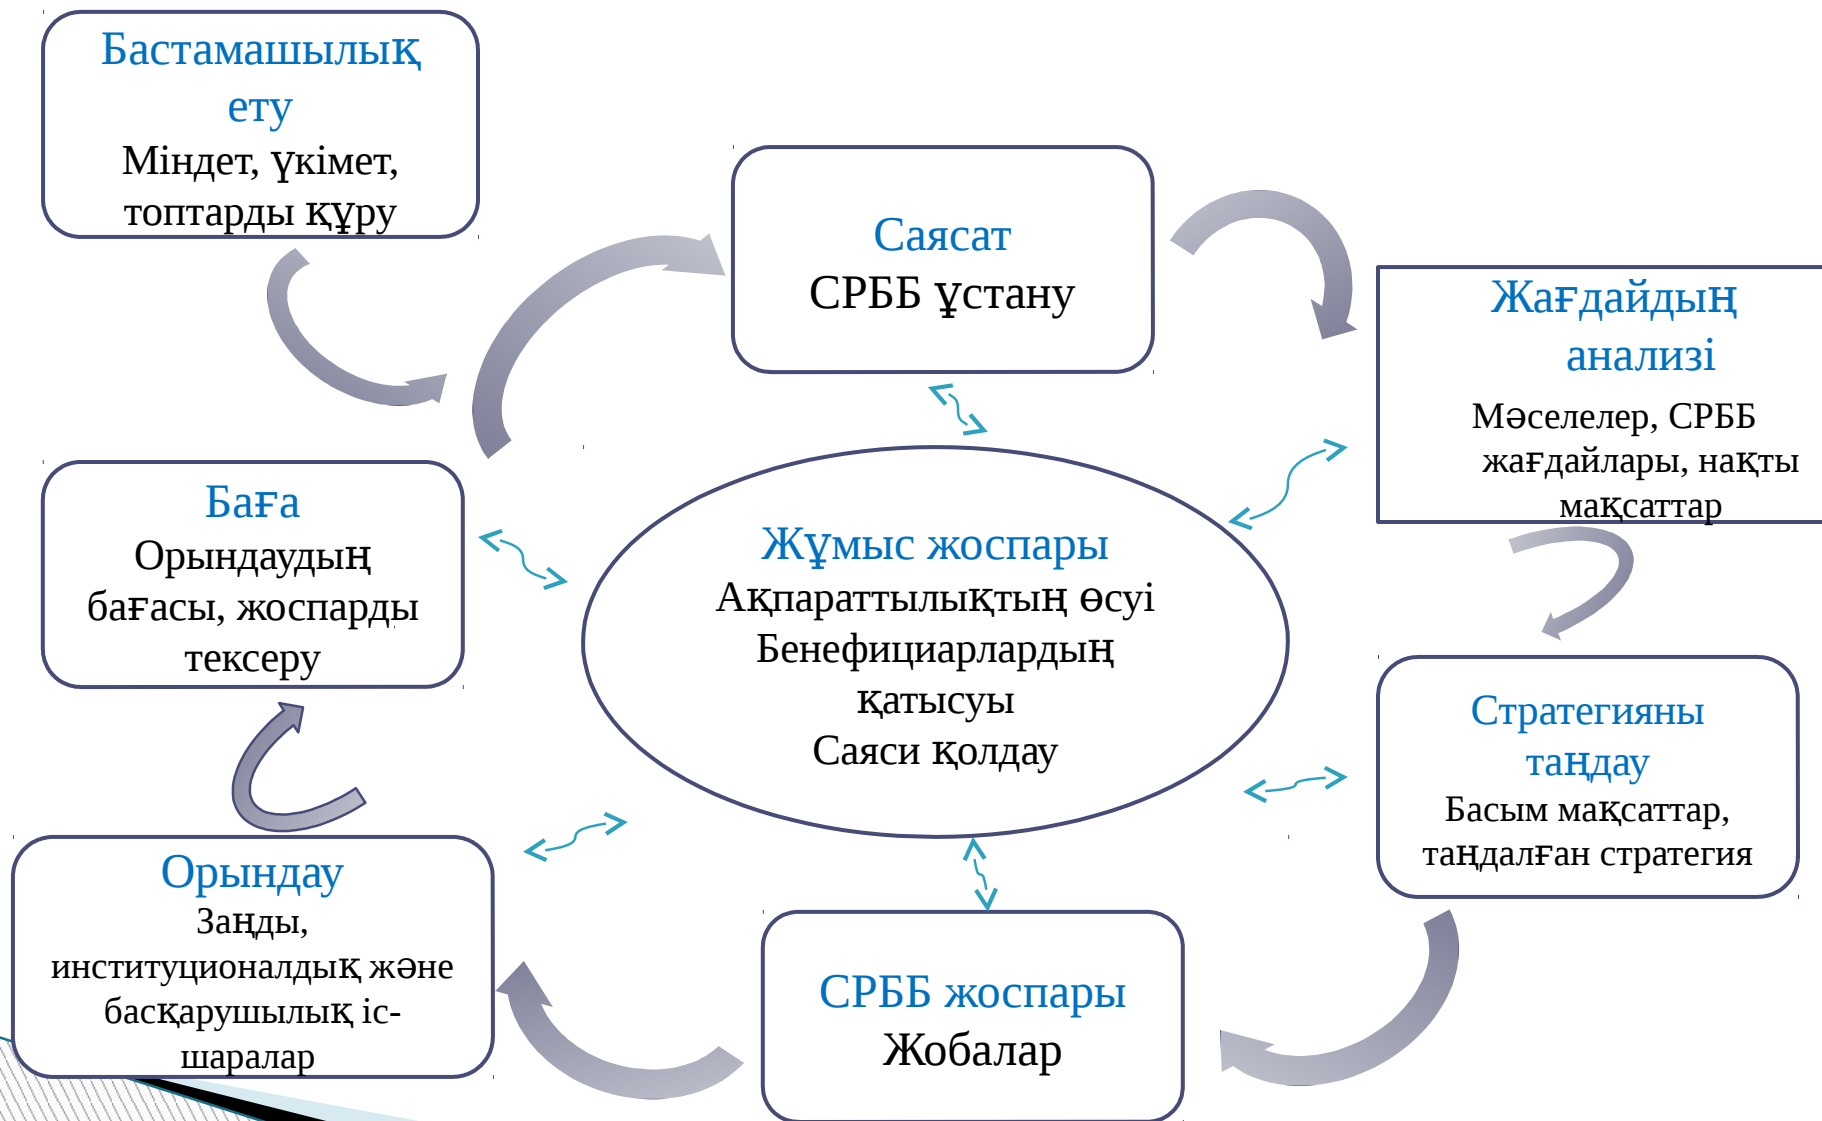 Бастамашылық
ету
Міндет, үкімет,
топтарды құру
Саясат
СРББ ұстану
Жағдайдың
анализі
Мәселелер, СРББ
жағдайлары, нақты
мақсаттар
Баға
Орындаудың
бағасы, жоспарды
тексеру
Жұмыс жоспары
Ақпараттылықтың өсуі
Бенефициарлардың
қатысуы
Саяси қолдау
Стратегияны
таңдау
Басым мақсаттар,
таңдалған стратегия
Орындау
Заңды,
институционалдық және
басқарушылық іс-
шаралар
СРББ жоспары
Жобалар